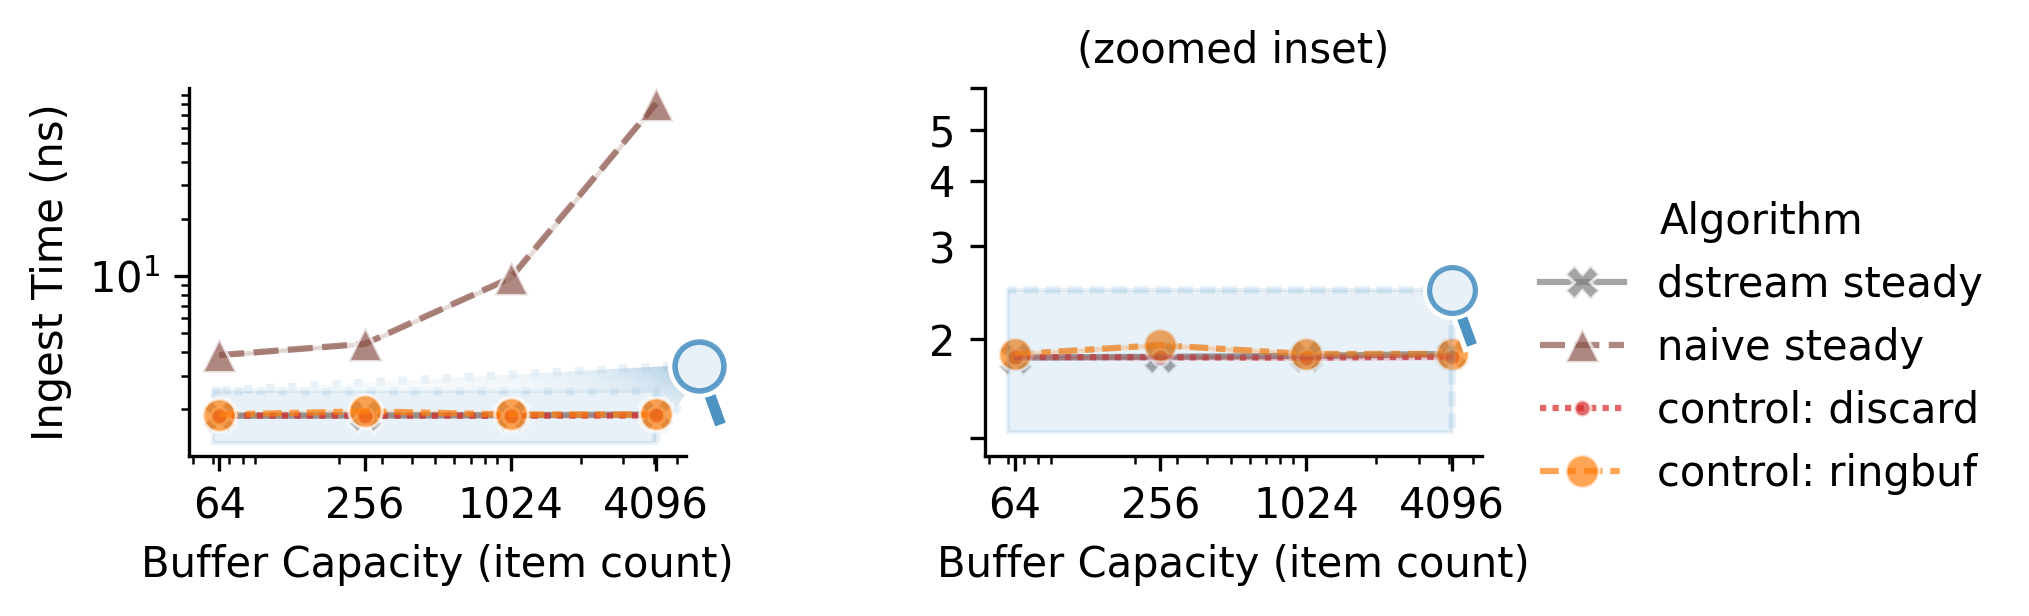 (zoomed inset)
Ingest Time (ns)
10¹
64 256 1024 4096
Buffer Capacity (item count)
5
4
3
2
64 256 1024 4096
Buffer Capacity (item count)
Algorithm
dstream steady
naive steady
control: discard
control: ringbuf